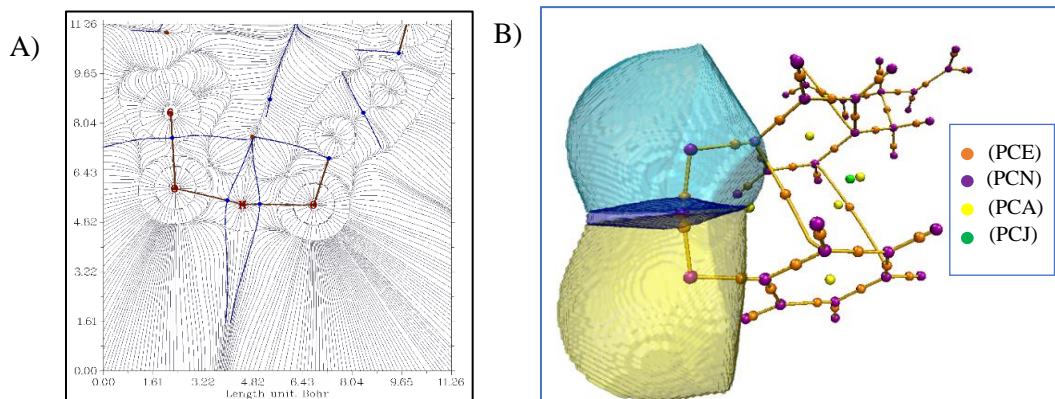 A)
11.26
9.65
8.04
6.43
4.82
3.22
1.61
0.00
0.00 1.61 3.22 4.82 6.43 8.04 9.65 11.26
Length unit. Bohr
B)
(PCE)
(PCN)
(PCA)
(PCJ)